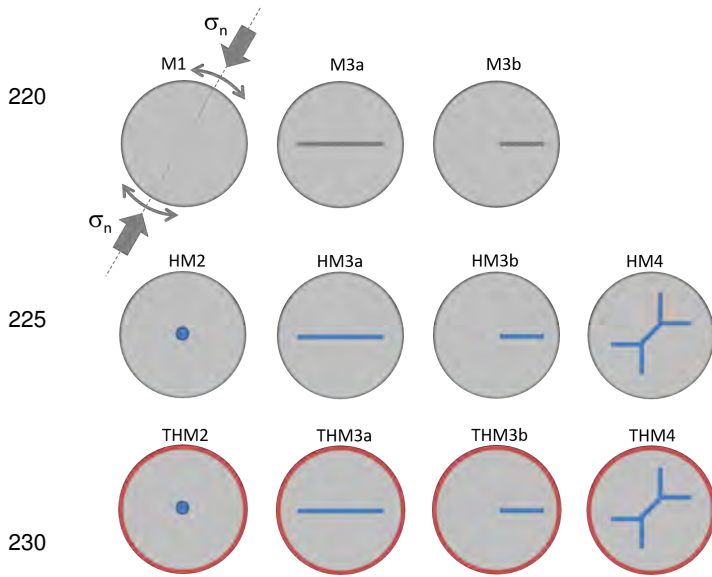 σn
M1
M3a
M3b
220
σn
HM2
HM3a
HM3b
HM4
225
THM2
THM3a
THM3b
THM4
230